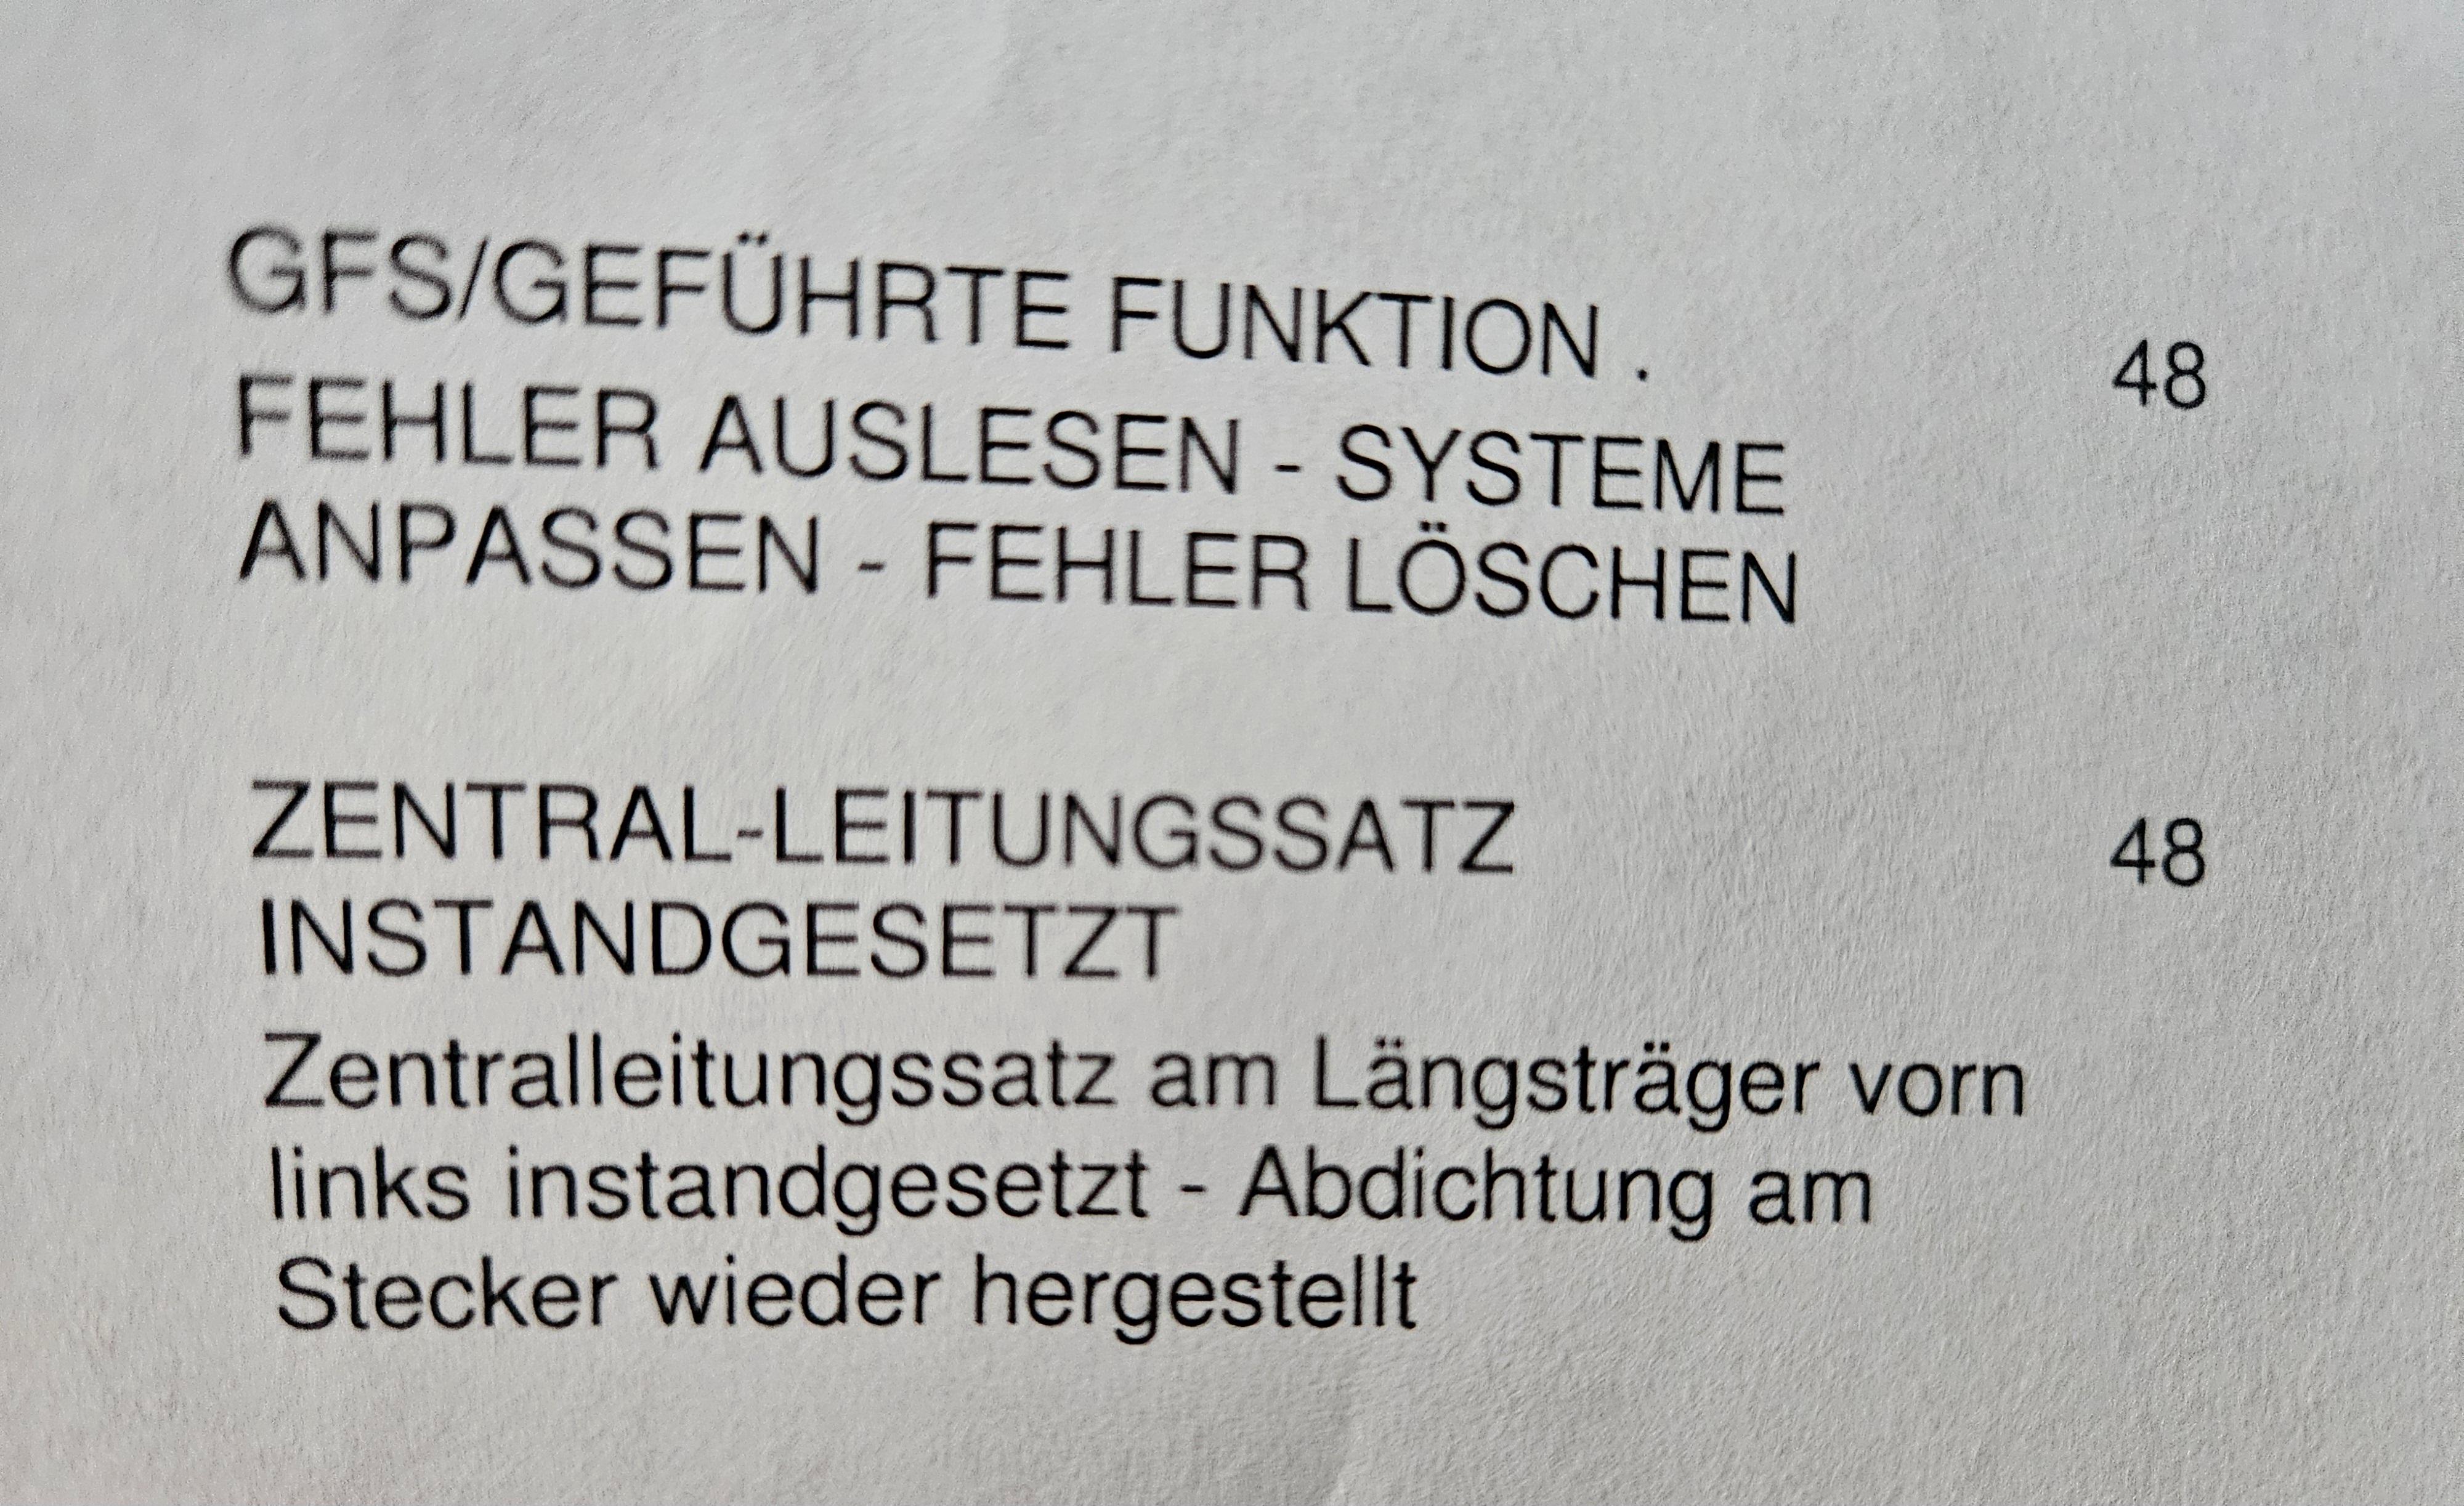 GFS/GEFÜHRTE FUNKTION . 48
FEHLER AUSLESEN - SYSTEME
ANPASSEN - FEHLER LÖSCHEN
ZENTRAL-LEITUNGSSATZ 48
INSTANDGESETZT
Zentralleitungssatz am Längsträger vorn
links instandgesetzt - Abdichtung am
Stecker wieder hergestellt